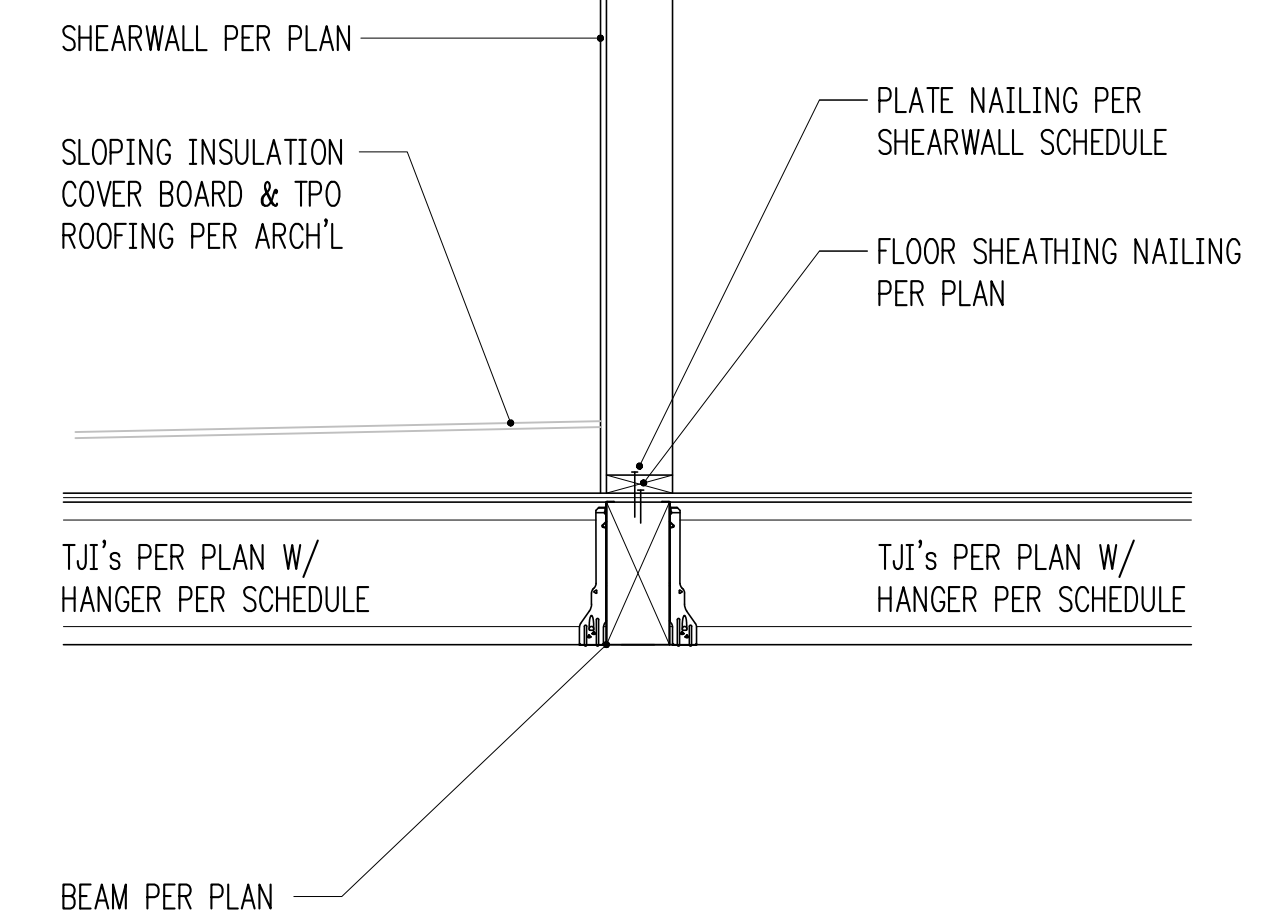 SHEARWALL PER PLAN
SLOPING INSULATION
COVER BOARD & TPO
ROOFING PER ARCH'L
PLATE NAILING PER
SHEARWALL SCHEDULE
FLOOR SHEATHING NAILING
PER PLAN
TJI's PER PLAN W/
HANGER PER SCHEDULE
TJI's PER PLAN W/
HANGER PER SCHEDULE
BEAM PER PLAN